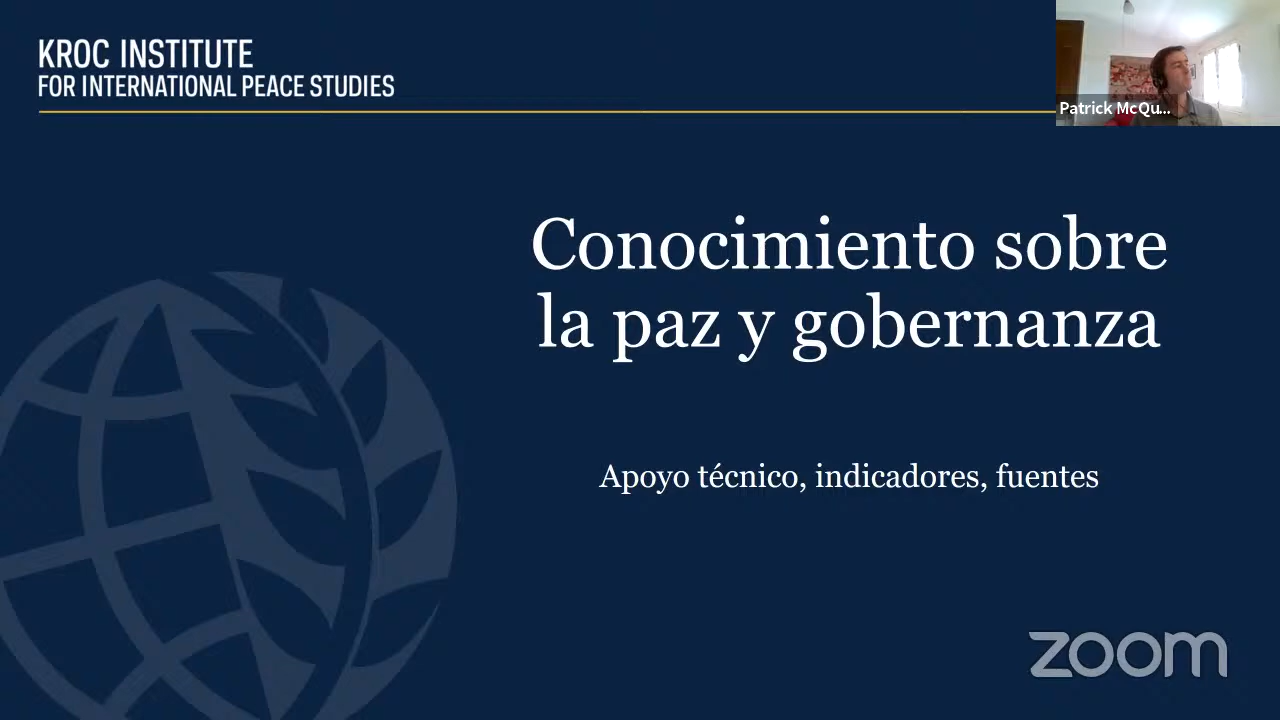 KROC INSTITUTE
FOR INTERNATIONAL PEACE STUDIES
Patrick McQu...
Conocimiento sobre
la paz y gobernanza
Apoyo técnico, indicadores, fuentes
zoom